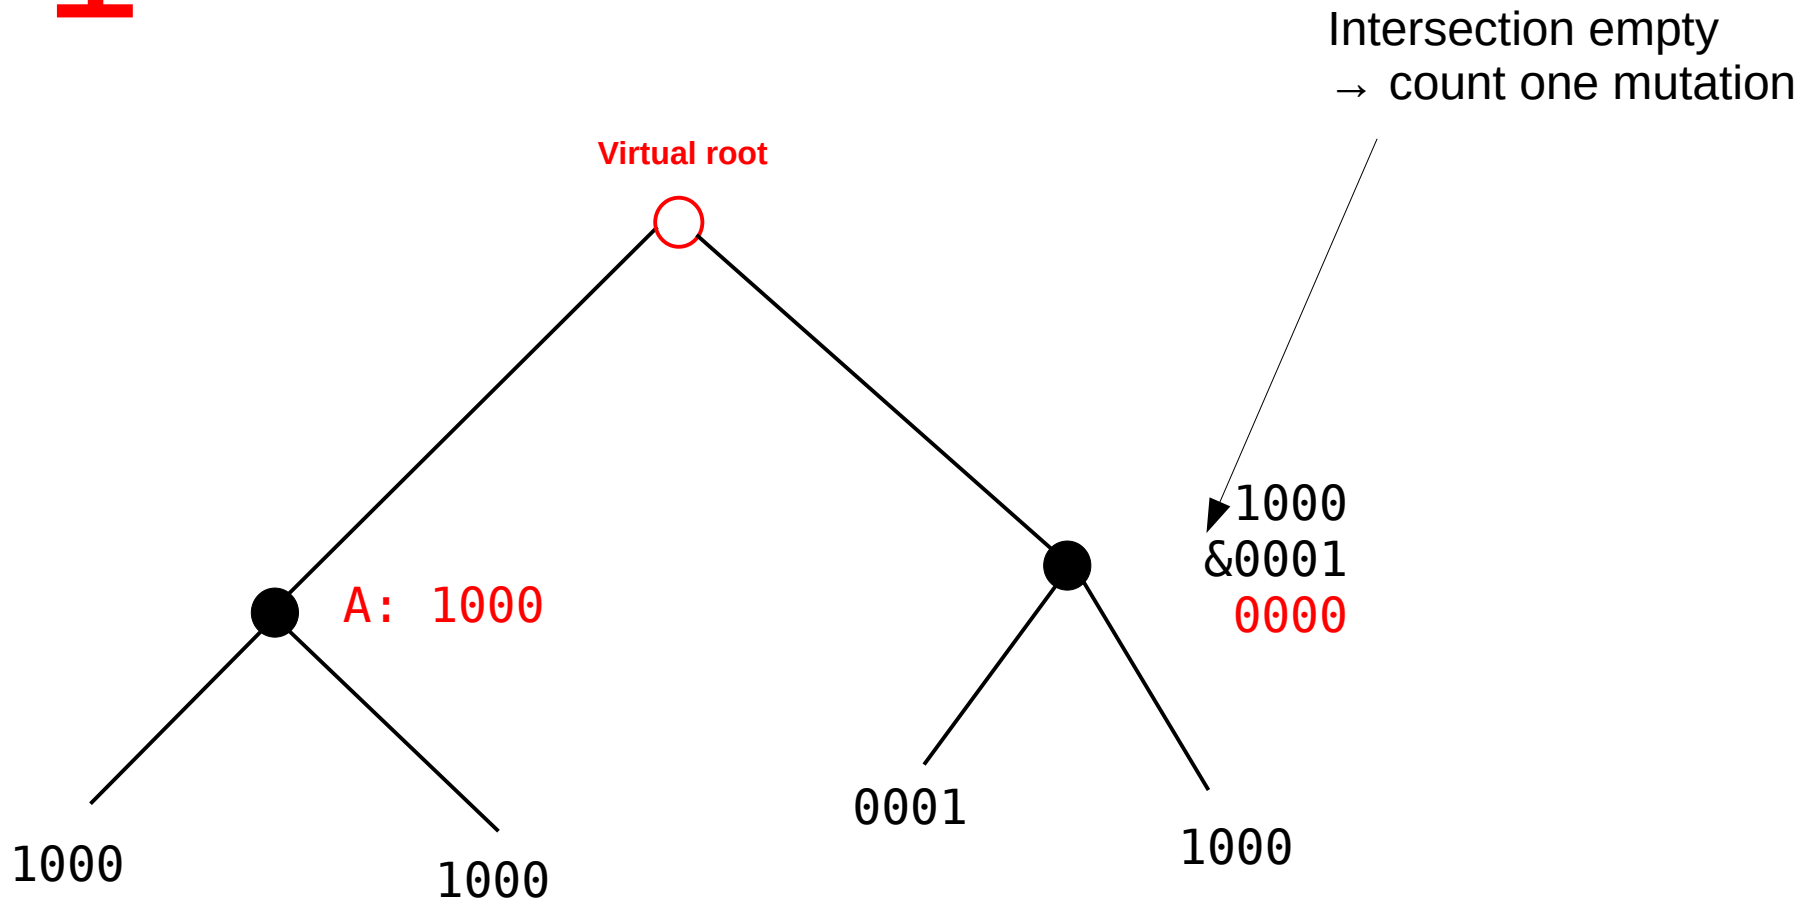 Intersection empty
→ count one mutation
Virtual root
1000
&0001
0000
A: 1000
0001
1000
1000
1000